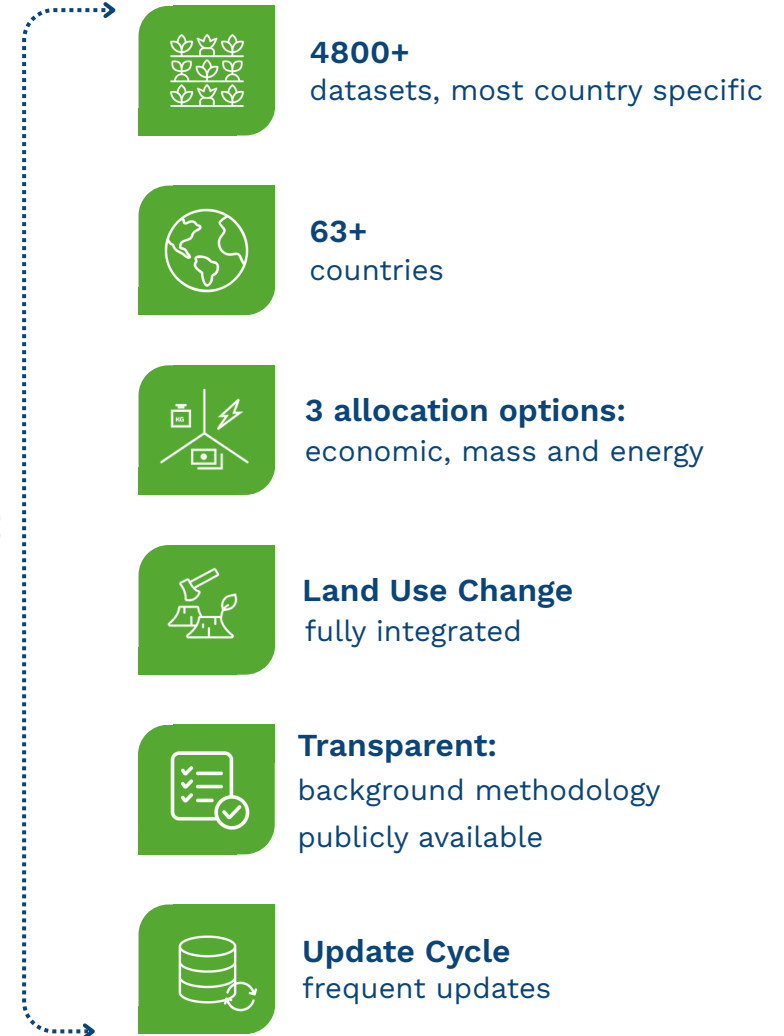 4800+
datasets, most country specific
63+
countries
KG
3 allocation options:
economic, mass and energy
Land Use Change
fully integrated
Transparent:
background methodology
publicly available
Update Cycle
frequent updates